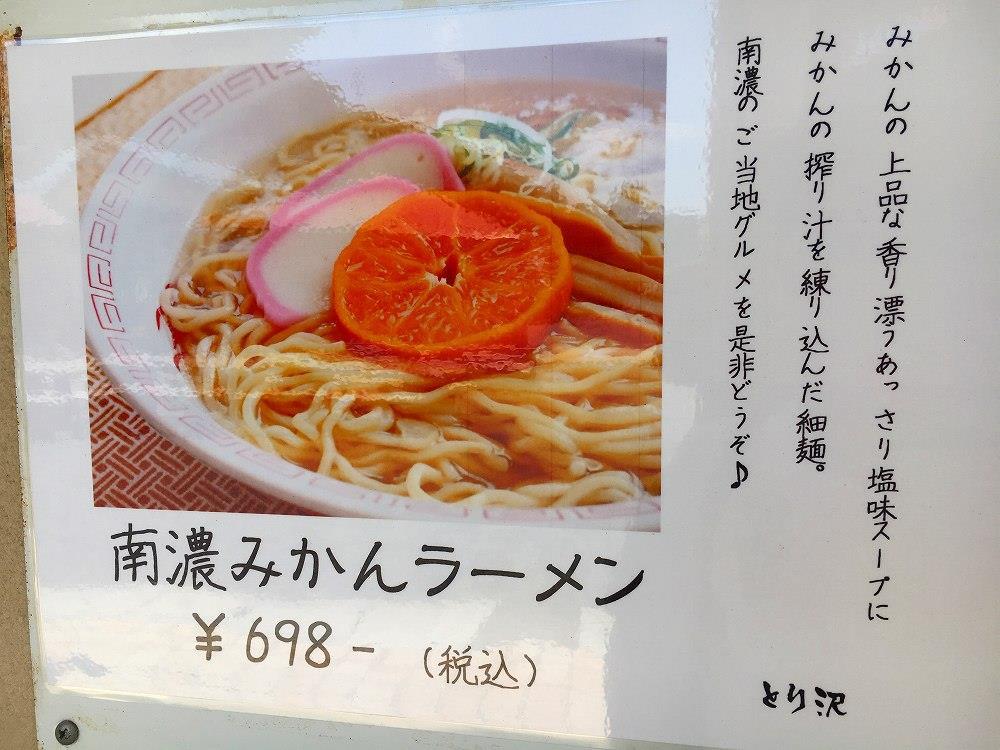 みかんの上品な香り漂うあっさり塩味スープに
みかんの搾り汁を練り込んだ細麺。
南濃のご当地グルメを是非どうぞ♪
南濃みかんラーメン
¥698-（税込）
とり沢